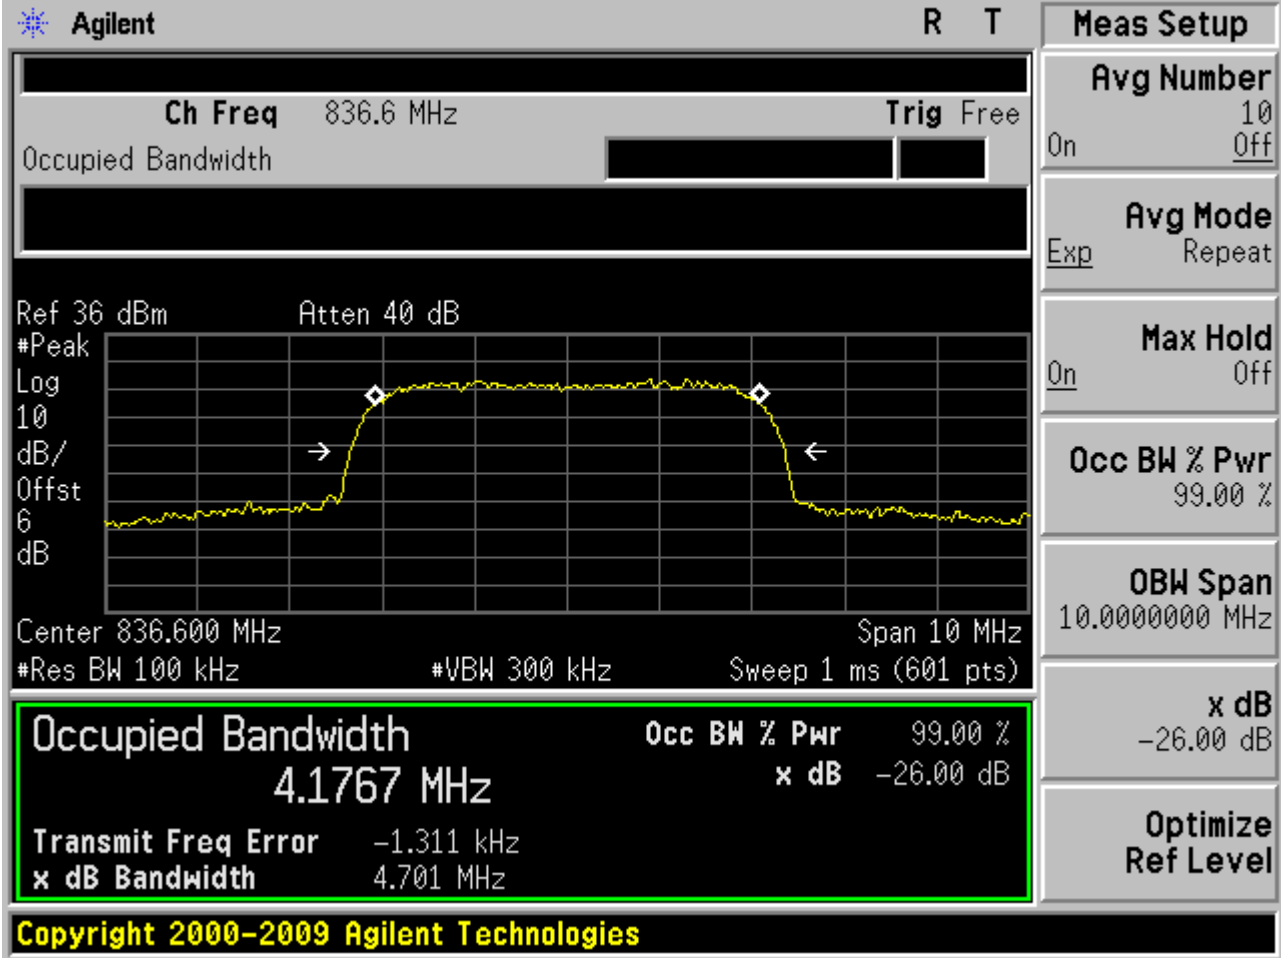 Agilent R T
Ch Freq 836.6 MHz Trig Free
Occupied Bandwidth
Ref 36 dBm Atten 40 dB
#Peak
Log
10
dB/
Offst
6
dB
Center 836.600 MHz Span 10 MHz
#Res BW 100 kHz #VBW 300 kHz Sweep 1 ms (601 pts)
Occupied Bandwidth Occ BW % Pwr 99.00 %
4.1767 MHz x dB -26.00 dB
Transmit Freq Error -1.311 kHz
x dB Bandwidth 4.701 MHz
Copyright 2000-2009 Agilent Technologies
Meas Setup
Avg Number
10
On Off
Avg Mode
Exp Repeat
Max Hold
On Off
Occ BW % Pwr
99.00 %
OBW Span
10.0000000 MHz
x dB
-26.00 dB
Optimize
Ref Level